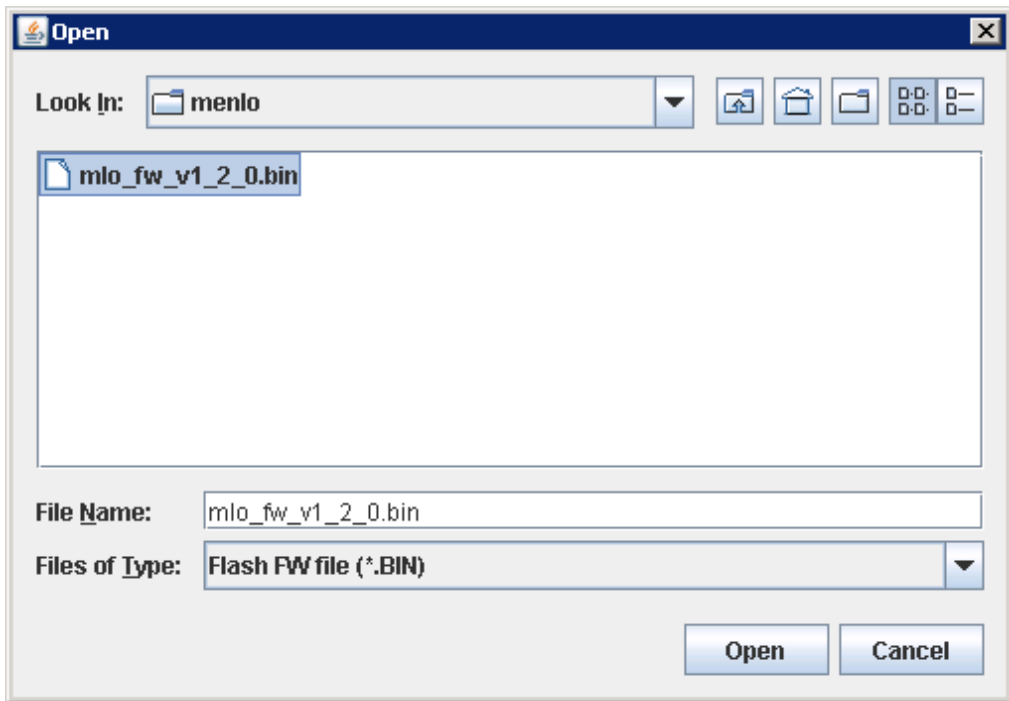 Open
Look In: menlo
mlo_fw_v1_2_0.bin
File Name: mlo_fw_v1_2_0.bin
Files of Type: Flash FW file (*.BIN)
Open Cancel